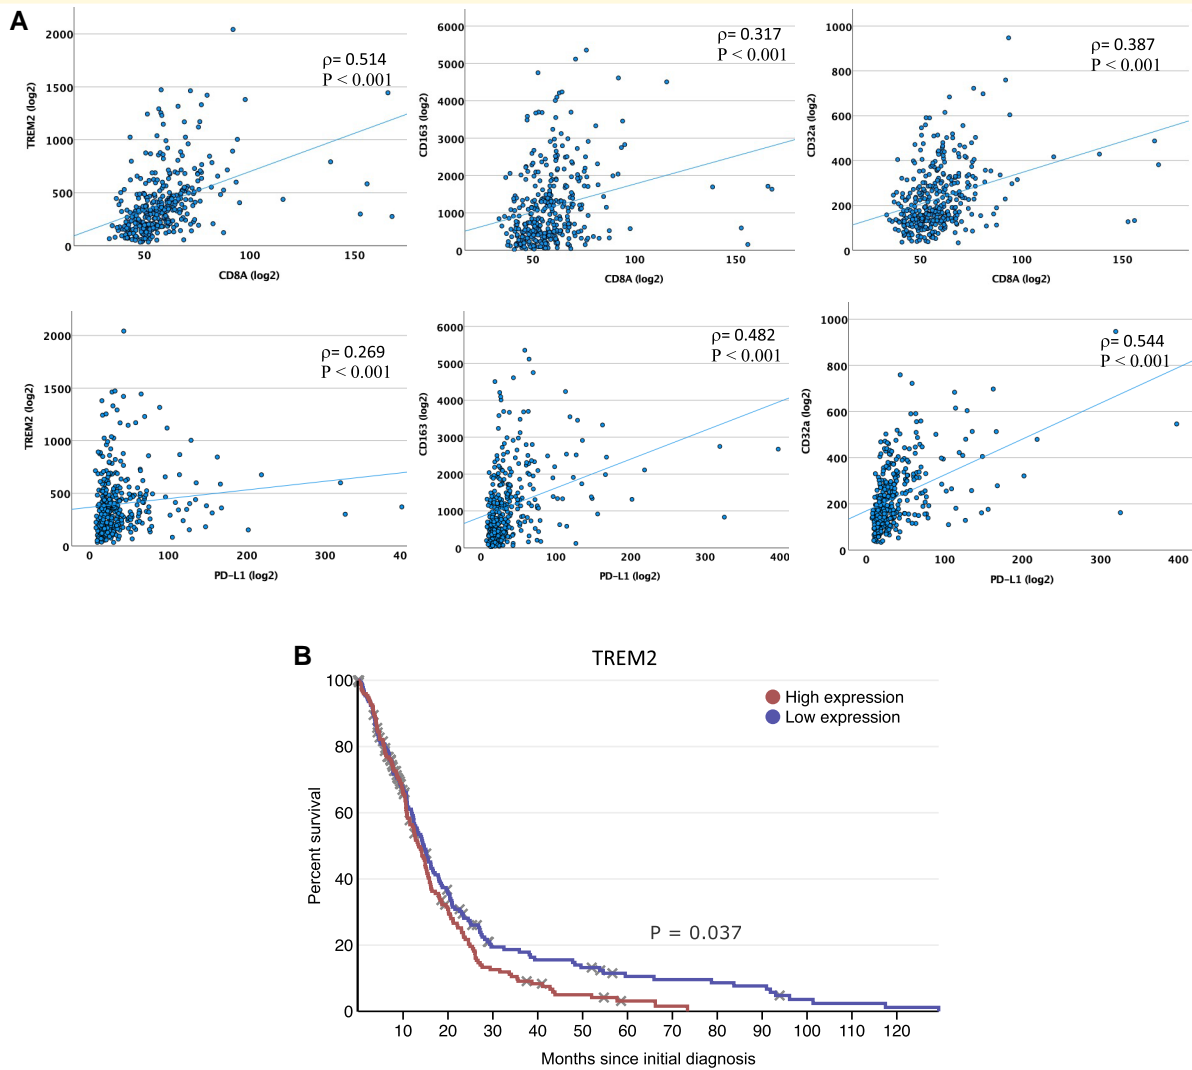 A
TREM2 (log2)
2000
1500
1000
500
0
50
100
150
CD8A (log2)
ρ= 0.514
P < 0.001
CD163 (log2)
6000
5000
4000
3000
2000
1000
0
50
100
150
CD8A (log2)
ρ= 0.317
P < 0.001
CD32a (log2)
1000
800
600
400
200
0
50
100
150
CD8A (log2)
ρ= 0.387
P < 0.001
TREM2 (log2)
2000
1500
1000
500
0
0
100
200
300
40
PD-L1 (log2)
ρ= 0.269
P < 0.001
CD163 (log2)
6000
5000
4000
3000
2000
1000
0
0
100
200
300
400
PD-L1 (log2)
ρ= 0.482
P < 0.001
CD32a (log2)
1000
800
600
400
200
0
0
100
200
300
400
PD-L1 (log2)
ρ= 0.544
P < 0.001
B
TREM2
High expression
Low expression
Percent survival
100
80
60
40
20
0
P = 0.037
10
20
30
40
50
60
70
80
90
100
110
120
Months since initial diagnosis